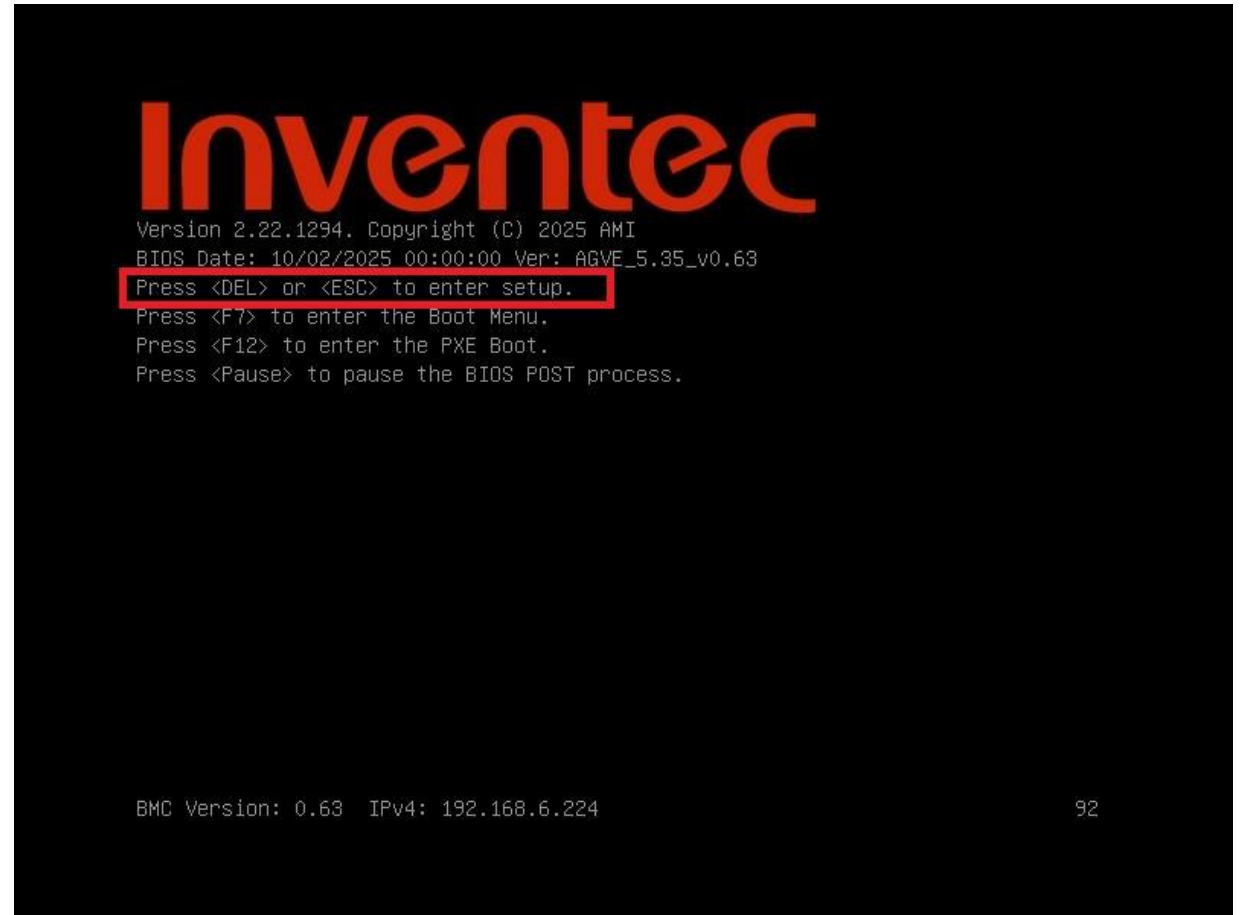 Inventec
Version 2.22.1294. Copyright (C) 2025 AMI
BIOS Date: 10/02/2025 00:00:00 Ver: AGVE_5.35_v0.63
Press <DEL> or <ESC> to enter setup.
Press <F7> to enter the Boot Menu.
Press <F12> to enter the PXE Boot.
Press <Pause> to pause the BIOS POST process.
BMC Version: 0.63  IPv4: 192.168.6.224 92